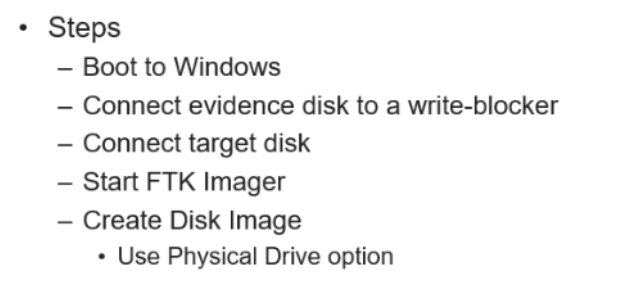 • Steps
– Boot to Windows
– Connect evidence disk to a write-blocker
– Connect target disk
– Start FTK Imager
– Create Disk Image
• Use Physical Drive option